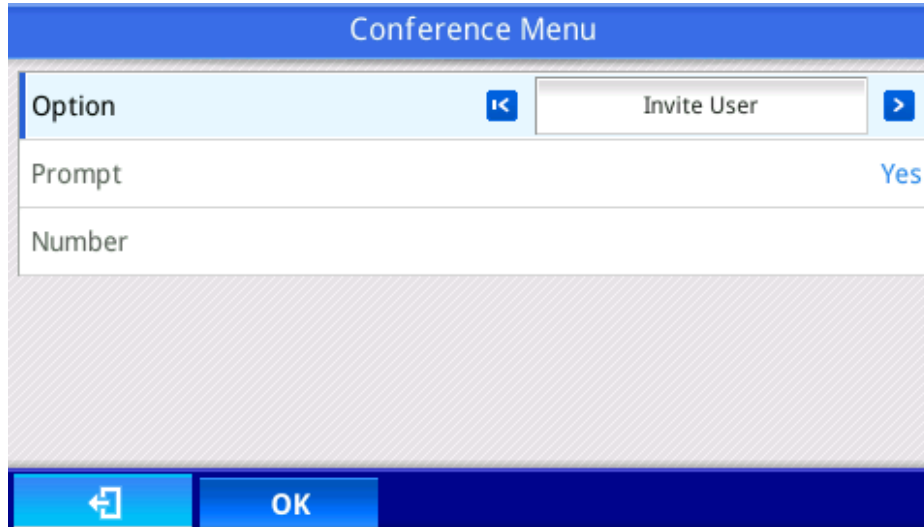 Conference Menu
Option Invite User
Prompt Yes
Number
OK